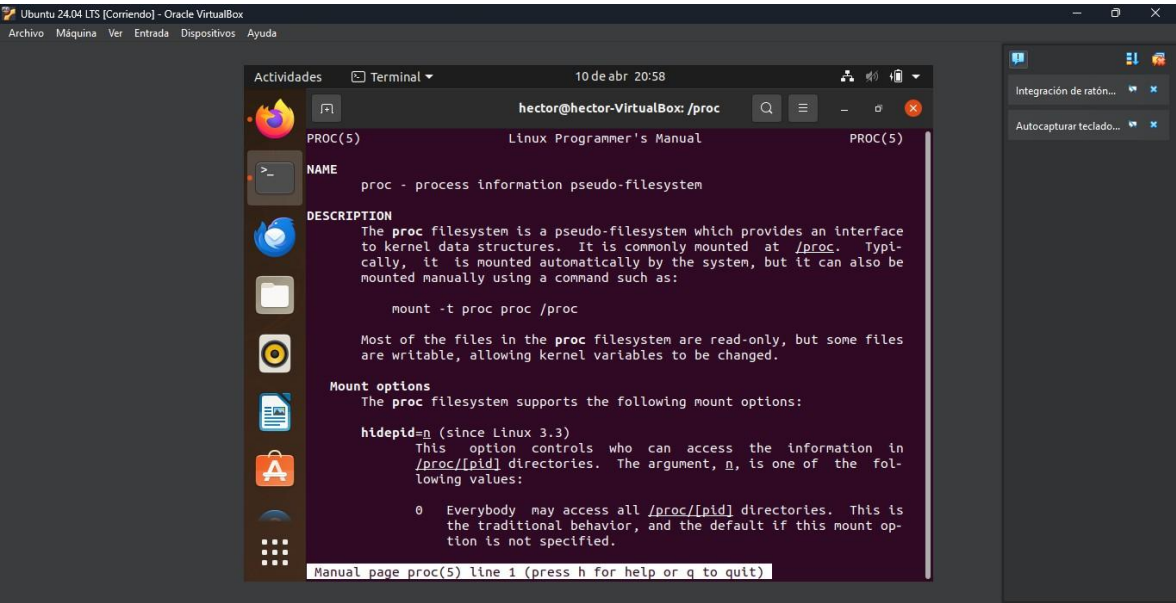 Ubuntu 24.04 LTS [Corriendo] - Oracle VirtualBox
Archivo Máquina Ver Entrada Dispositivos Ayuda
Integración de ratón...
Autocapturar teclado...
Actividades Terminal 10 de abr 20:58
hector@hector-VirtualBox: /proc
PROC(5) Linux Programmer's Manual PROC(5)
NAME
proc - process information pseudo-filesystem
DESCRIPTION
The proc filesystem is a pseudo-filesystem which provides an interface
to kernel data structures. It is commonly mounted at /proc. Typi-
cally, it is mounted automatically by the system, but it can also be
mounted manually using a command such as:
mount -t proc proc /proc
Most of the files in the proc filesystem are read-only, but some files
are writable, allowing kernel variables to be changed.
Mount options
The proc filesystem supports the following mount options:
hidepid=n (since Linux 3.3)
This option controls who can access the information in
/proc/[pid] directories. The argument, n, is one of the fol-
lowing values:
0 Everybody may access all /proc/[pid] directories. This is
the traditional behavior, and the default if this mount op-
tion is not specified.
Manual page proc(5) line 1 (press h for help or q to quit)